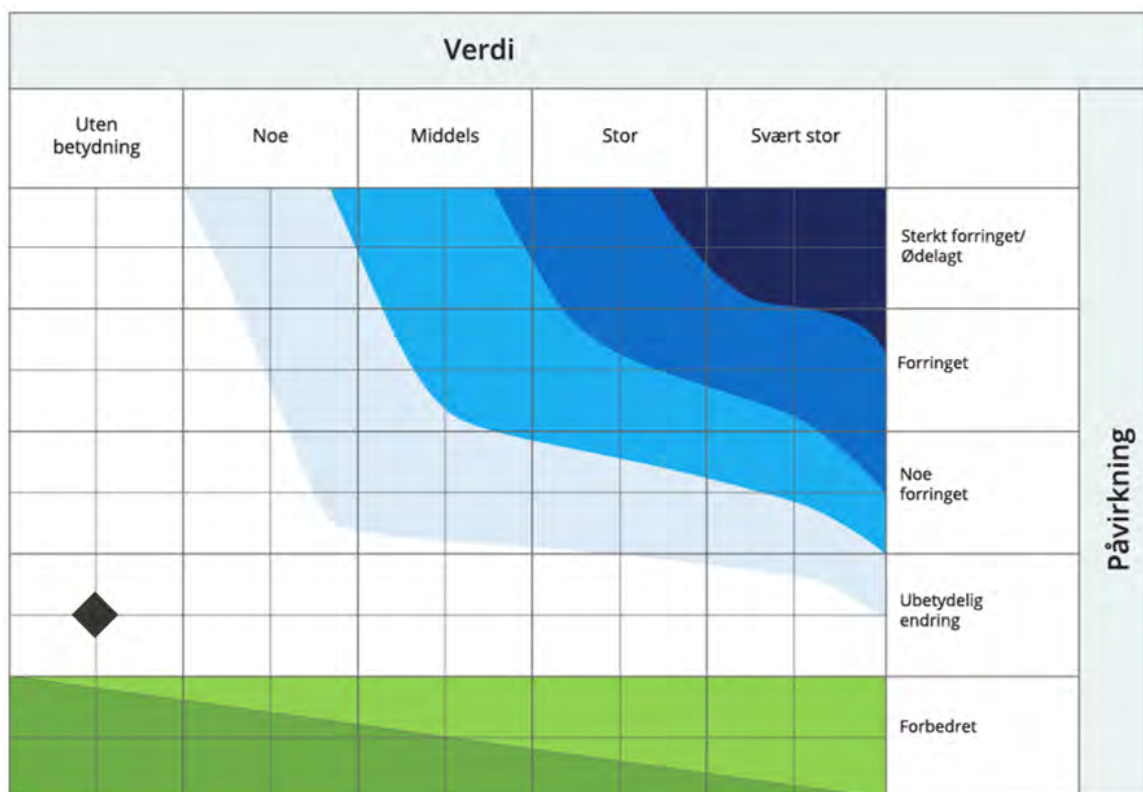 Verdi
Uten
betydning
Noe
Middels
Stor
Svært stor
Sterkt forringet/
Ødelagt
Forringet
Noe
forringet
Ubetydelig
endring
Forbedret
Påvirkning